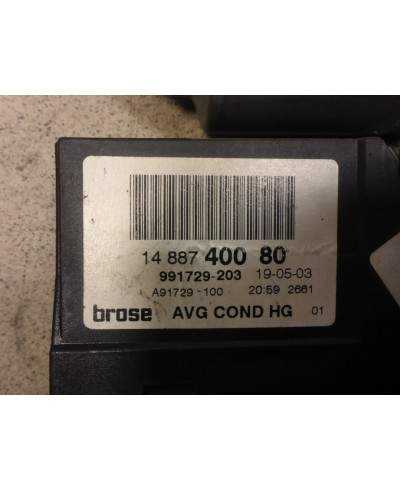 14 887 400 80
991729-203 19-05-03
A91729-100 20:59 2661
brose AVG COND HG 01